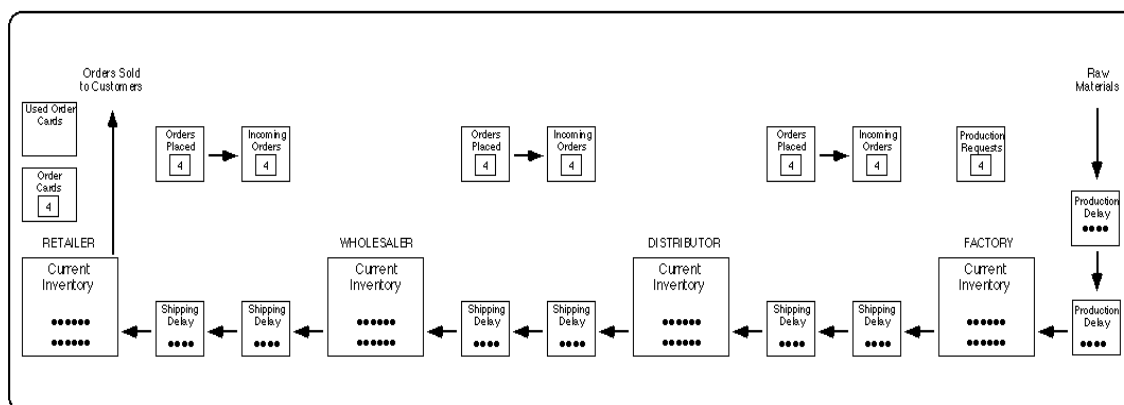 Orders Sold
to Customers
Raw
Materials
Used Order
Cards
Orders
Placed
4
Incoming
Orders
4
Orders
Placed
4
Incoming
Orders
4
Orders
Placed
4
Incoming
Orders
4
Production
Requests
4
Order
Cards
4
Production
Delay
RETAILER
WHOLESALER
DISTRIBUTOR
FACTORY
Current
Inventory
Shipping
Delay
Shipping
Delay
Current
Inventory
Shipping
Delay
Shipping
Delay
Current
Inventory
Shipping
Delay
Shipping
Delay
Current
Inventory
Production
Delay